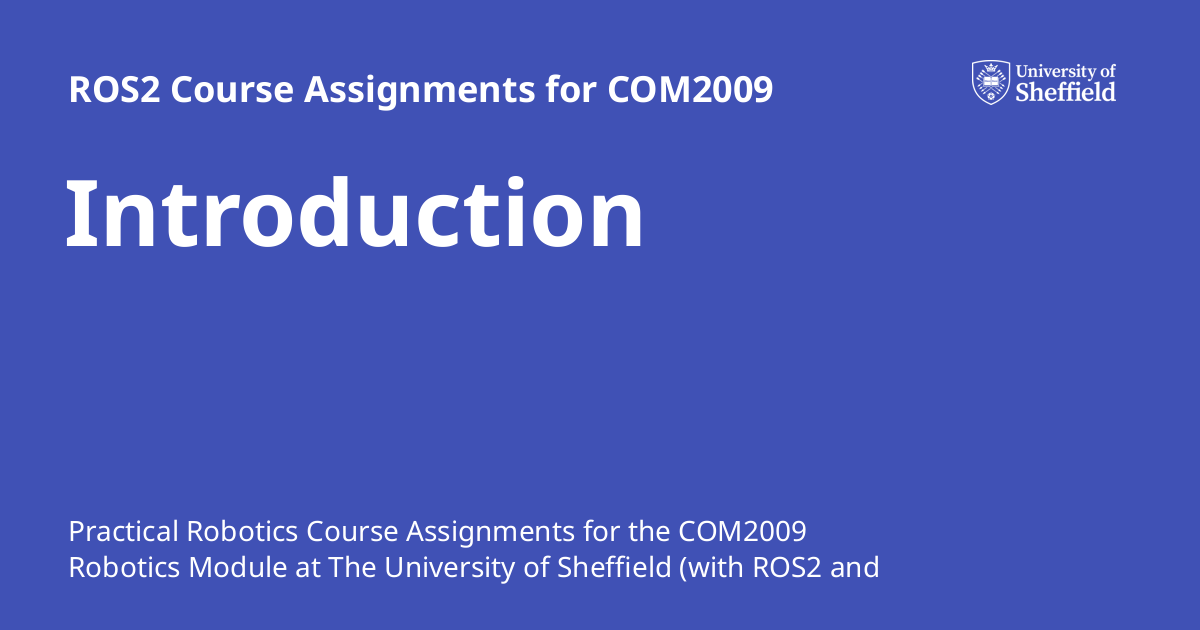 ROS2 Course Assignments for COM2009
University of
Sheffield
Introduction
Practical Robotics Course Assignments for the COM2009
Robotics Module at The University of Sheffield (with ROS2 and